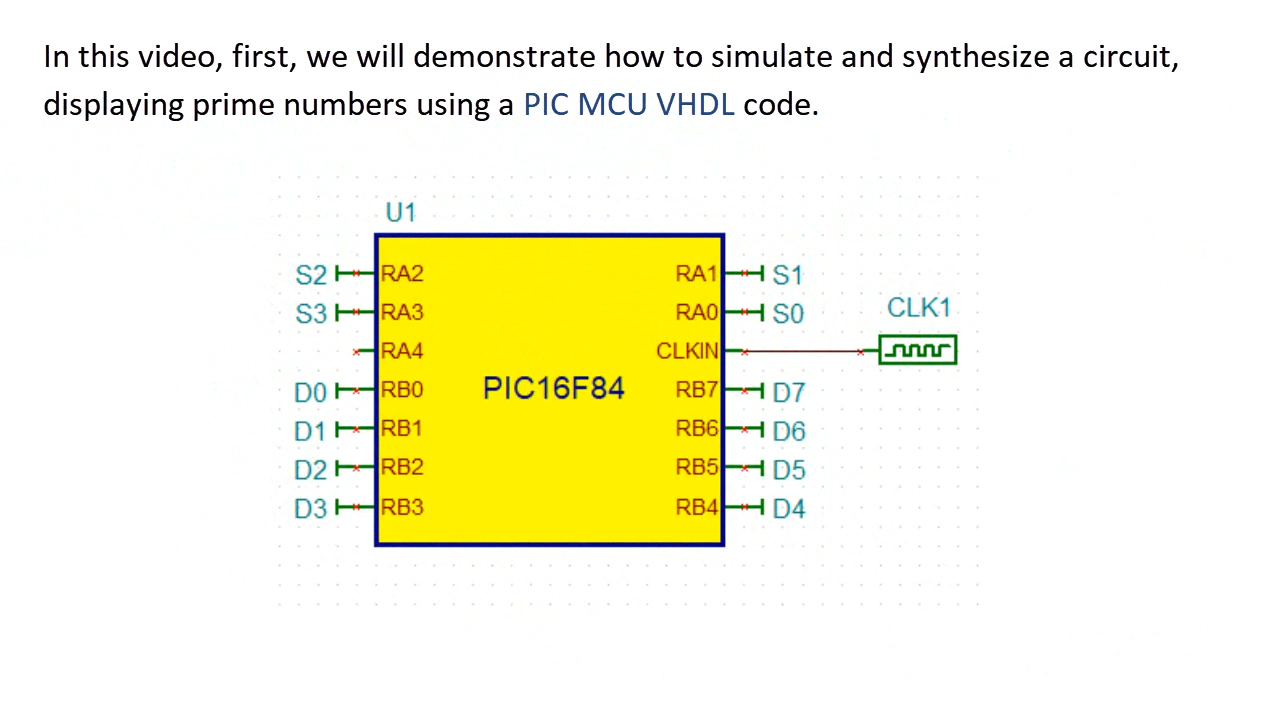 In this video, first, we will demonstrate how to simulate and synthesize a circuit,
displaying prime numbers using a PIC MCU VHDL code.
U1
S2 RA2 RA1 S1
S3 RA3 RA0 S0 CLK1
RA4 CLKIN
D0 RB0 PIC16F84 RB7 D7
D1 RB1 RB6 D6
D2 RB2 RB5 D5
D3 RB3 RB4 D4